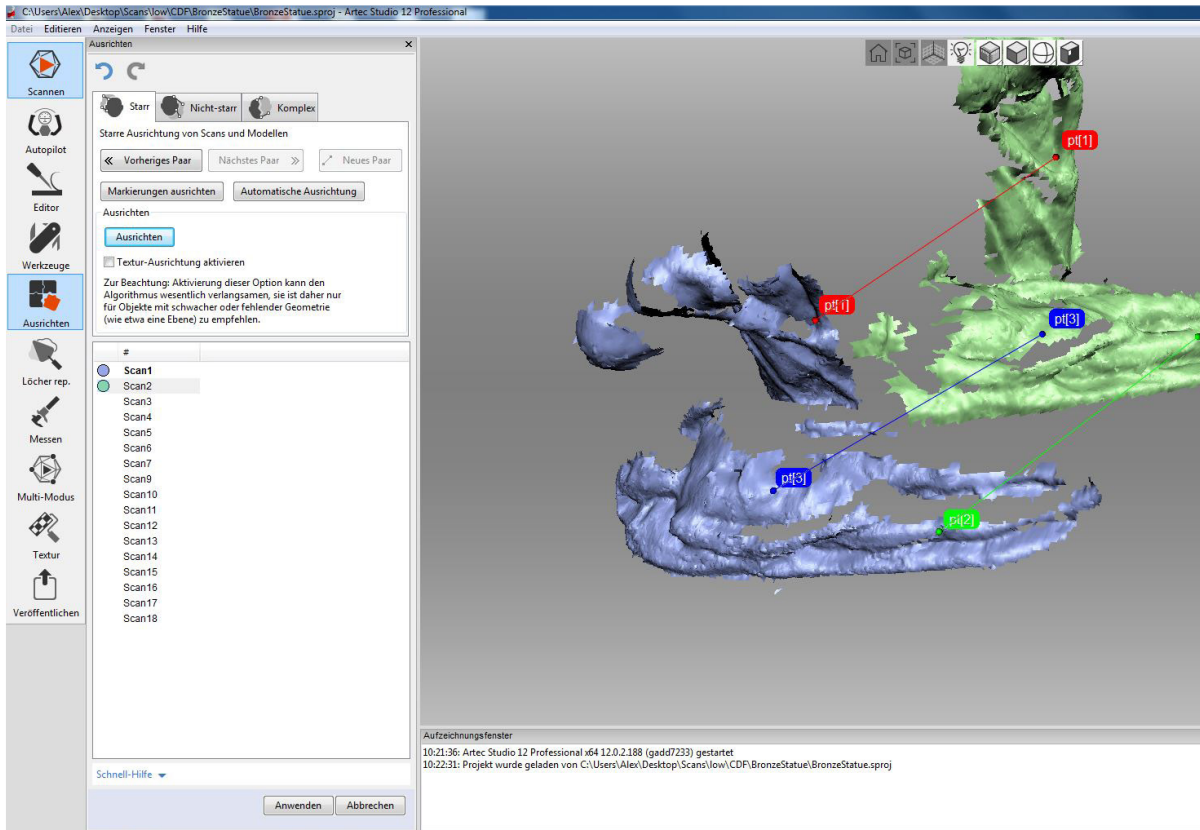 C:\Users\Alex\Desktop\Scans\low\CDF\BronzeStatue\BronzeStatue.sproj - Artec Studio 12 Professional
Datei Editieren Anzeigen Fenster Hilfe
Scannen
Autopilot
Editor
Werkzeuge
Ausrichten
Löcher rep.
Messen
Multi-Modus
Textur
Veröffentlichen
Ausrichten
Starr Nicht-starr Komplex
Starre Ausrichtung von Scans und Modellen
Vorheriges Paar Nächstes Paar Neues Paar
Markierungen ausrichten Automatische Ausrichtung
Ausrichten
Ausrichten
Textur-Ausrichtung aktivieren
Zur Beachtung: Aktivierung dieser Option kann den
Algorithmus wesentlich verlangsamen, sie ist daher nur
für Objekte mit schwacher oder fehlender Geometrie
(wie etwa eine Ebene) zu empfehlen.
#
Scan1
Scan2
Scan3
Scan4
Scan5
Scan6
Scan7
Scan9
Scan10
Scan11
Scan12
Scan13
Scan14
Scan15
Scan16
Scan17
Scan18
Schnell-Hilfe
Anwenden Abbrechen
pt[1]
pt[1]
pt[3]
pt[3]
pt[2]
Aufzeichnungsfenster
10:21:36: Artec Studio 12 Professional x64 12.0.2.188 (gadd7233) gestartet
10:22:31: Projekt wurde geladen von C:\Users\Alex\Desktop\Scans\low\CDF\BronzeStatue\BronzeStatue.sproj